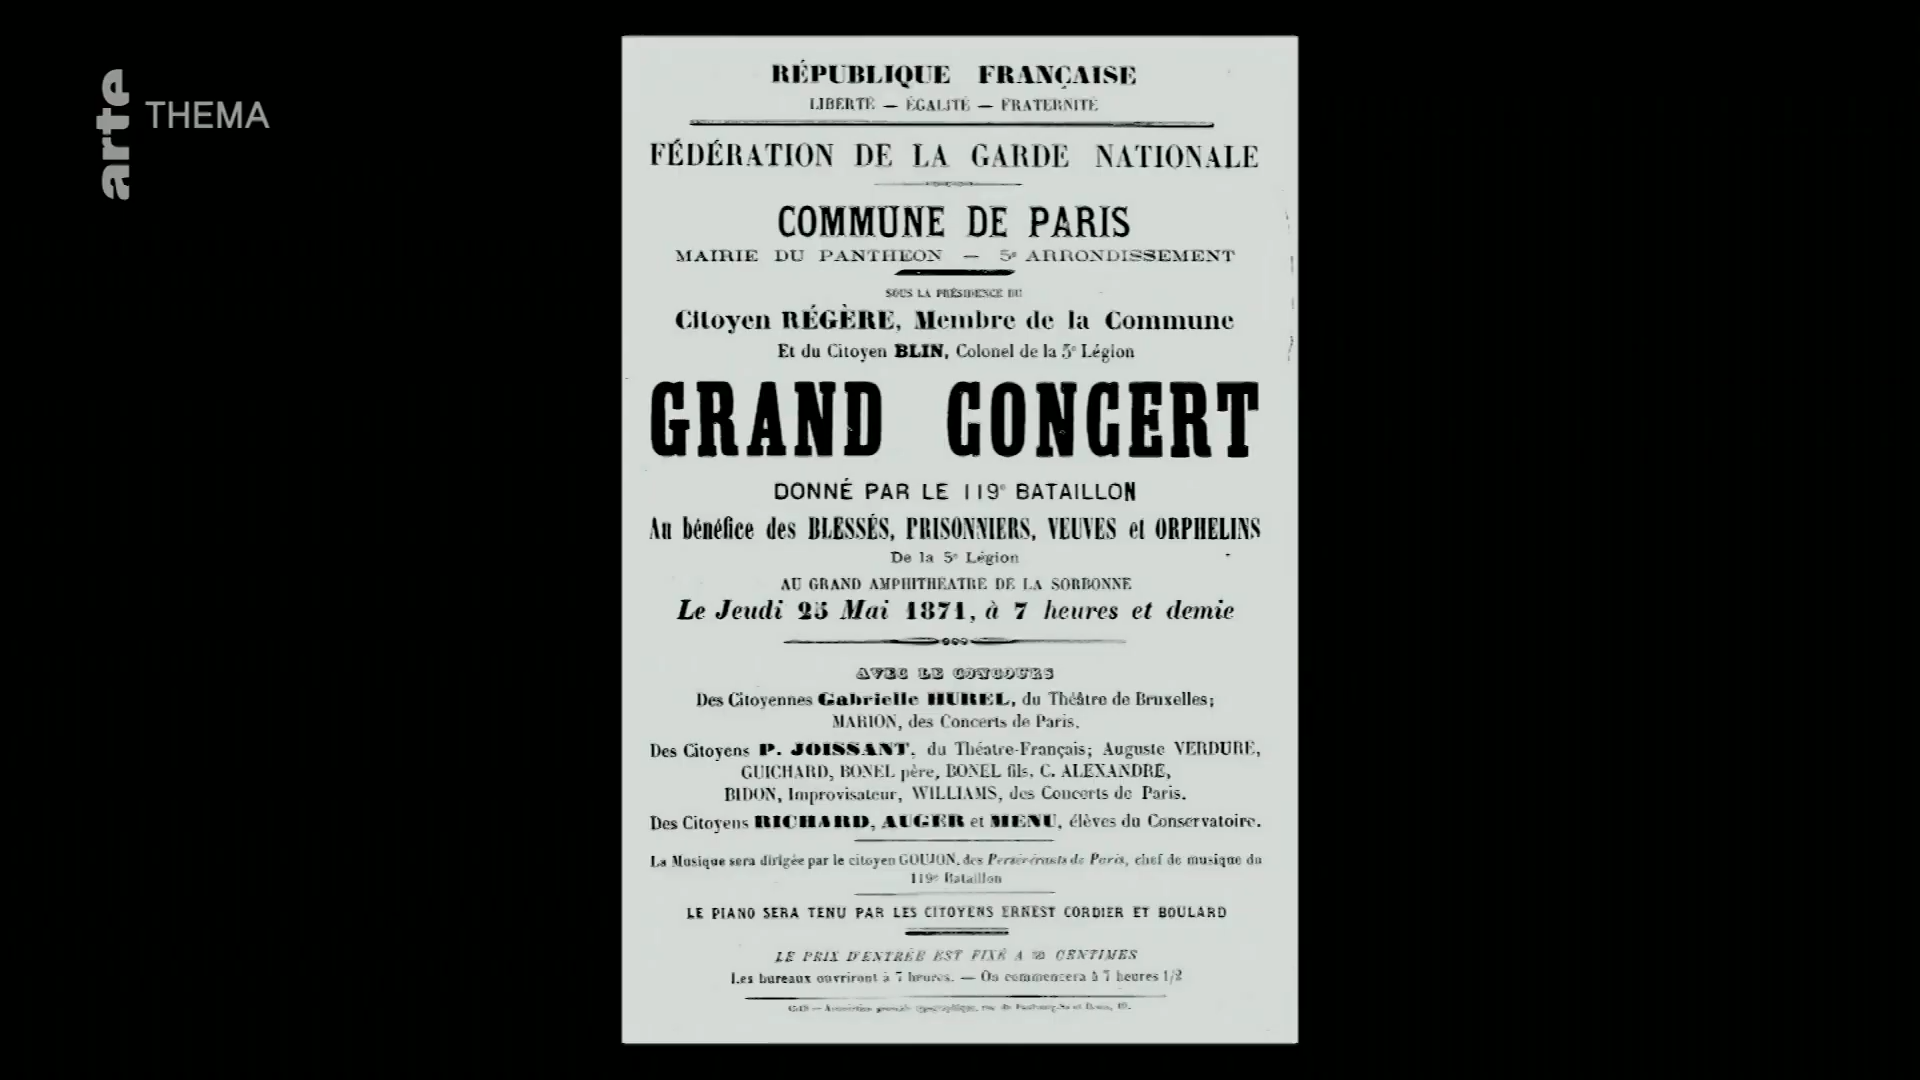 arte THEMA
RÉPUBLIQUE FRANÇAISE
LIBERTÉ — ÉGALITÉ — FRATERNITÉ
FÉDÉRATION DE LA GARDE NATIONALE
COMMUNE DE PARIS
MAIRIE DU PANTHEON — 5e ARRONDISSEMENT
SOUS LA PRÉSIDENCE DU
Citoyen RÉGÈRE, Membre de la Commune
Et du Citoyen BLIN, Colonel de la 5e Légion
GRAND CONCERT
DONNÉ PAR LE 119e BATAILLON
Au bénéfice des BLESSÉS, PRISONNIERS, VEUVES et ORPHELINS
De la 5e Légion
AU GRAND AMPHITHEATRE DE LA SORBONNE
Le Jeudi 25 Mai 1871, à 7 heures et demie
AVEC LE CONCOURS
Des Citoyennes Gabrielle HUREL, du Théâtre de Bruxelles;
MARION, des Concerts de Paris.
Des Citoyens P. JOISSANT, du Théatre-Français; Auguste VERDURE,
GUICHARD, BONEL père, BONEL fils, C. ALEXANDRE,
BIDON, Improvisateur, WILLIAMS, des Concerts de Paris.
Des Citoyens RICHARD, AUGER et MENU, élèves du Conservatoire.
La Musique sera dirigée par le citoyen GOUJON, des Persévérants de Paris, chef de musique du
119e Bataillon
LE PIANO SERA TENU PAR LES CITOYENS ERNEST CORDIER ET BOULARD
LE PRIX D'ENTRÉE EST FIXÉ A CENTIMES
Les bureaux ouvriront à 7 heures. — On commencera à 7 heures 1/2
Association générale typographique, rue du Faubourg-